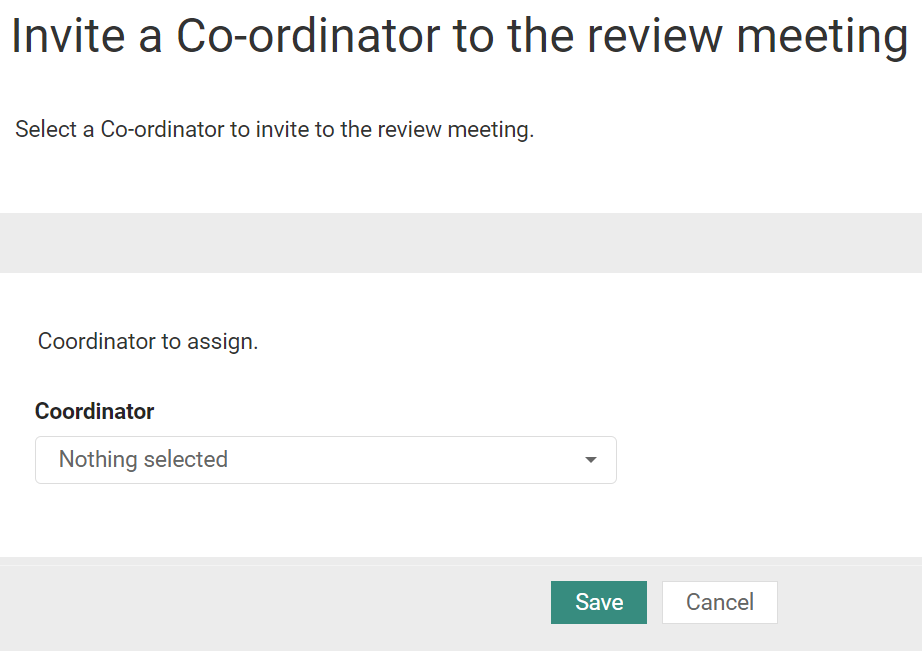 Invite a Co-ordinator to the review meeting
Select a Co-ordinator to invite to the review meeting.
Coordinator to assign.
Coordinator
Nothing selected
Save Cancel